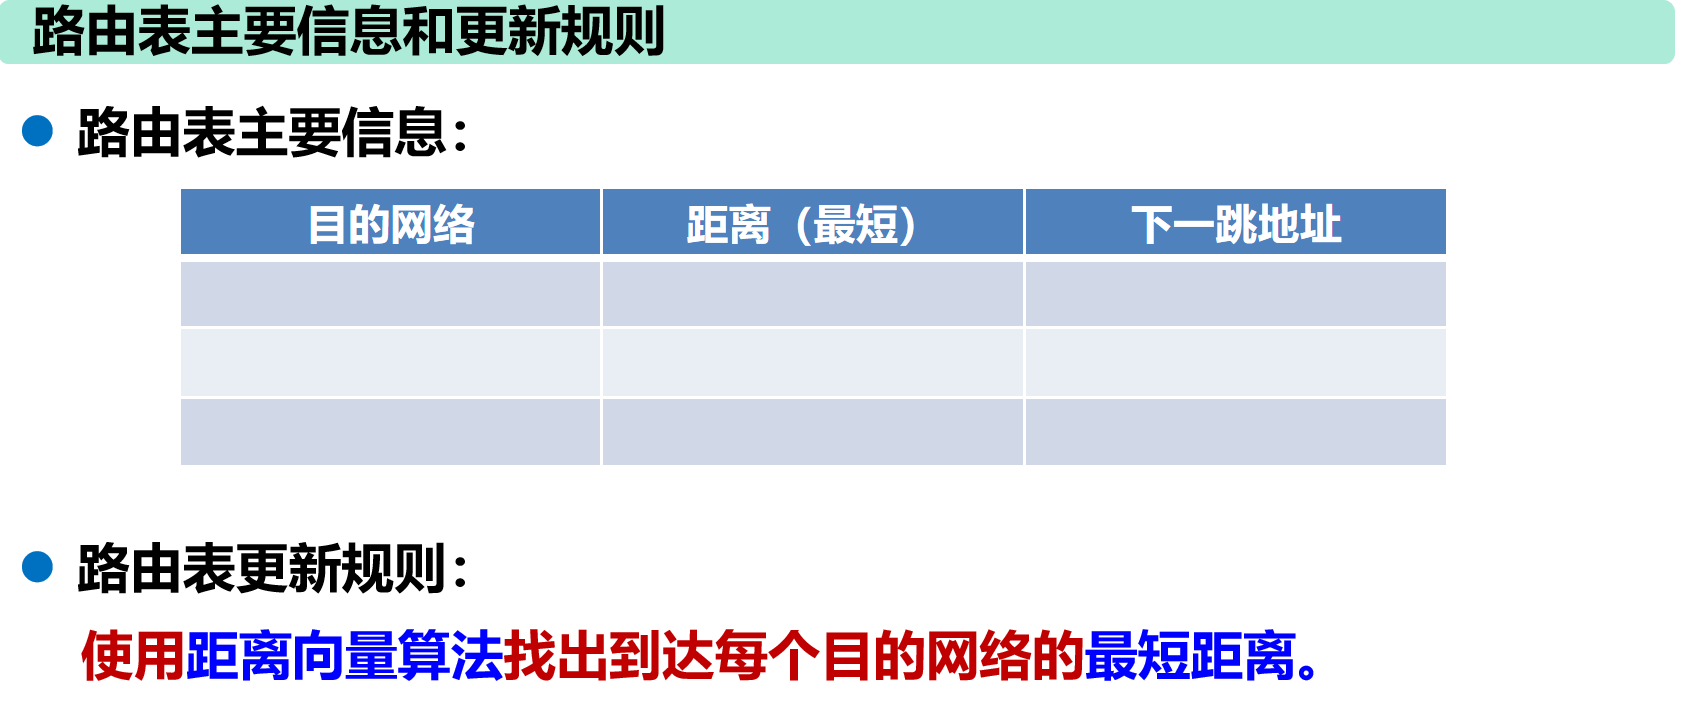 路由表主要信息和更新规则
路由表主要信息：
目的网络 距离（最短） 下一跳地址
路由表更新规则：
使用距离向量算法找出到达每个目的网络的最短距离。